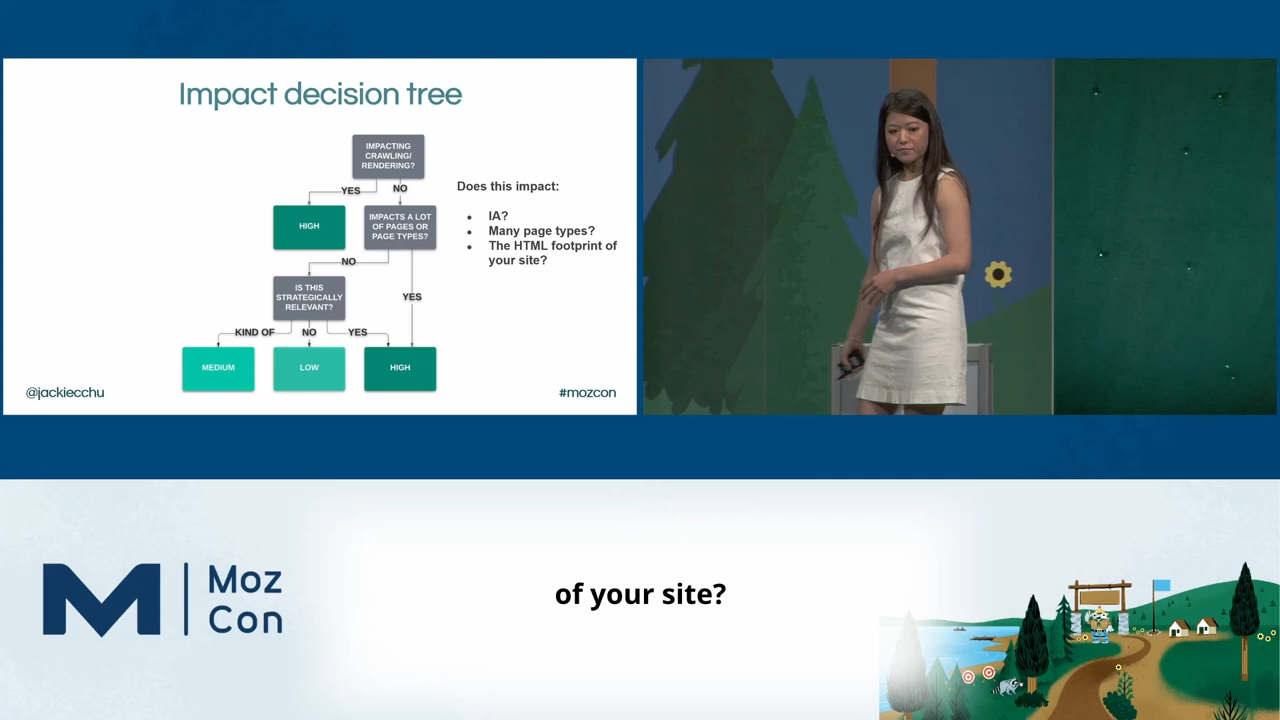 Impact decision tree
IMPACTING
CRAWLING/
RENDERING?
YES
NO
HIGH
IMPACTS A LOT
OF PAGES OR
PAGE TYPES?
NO
YES
IS THIS
STRATEGICALLY
RELEVANT?
KIND OF
NO
YES
MEDIUM
LOW
HIGH
Does this impact:
• IA?
• Many page types?
• The HTML footprint of
your site?
@jackiecchu
#mozcon
Moz
Con
of your site?